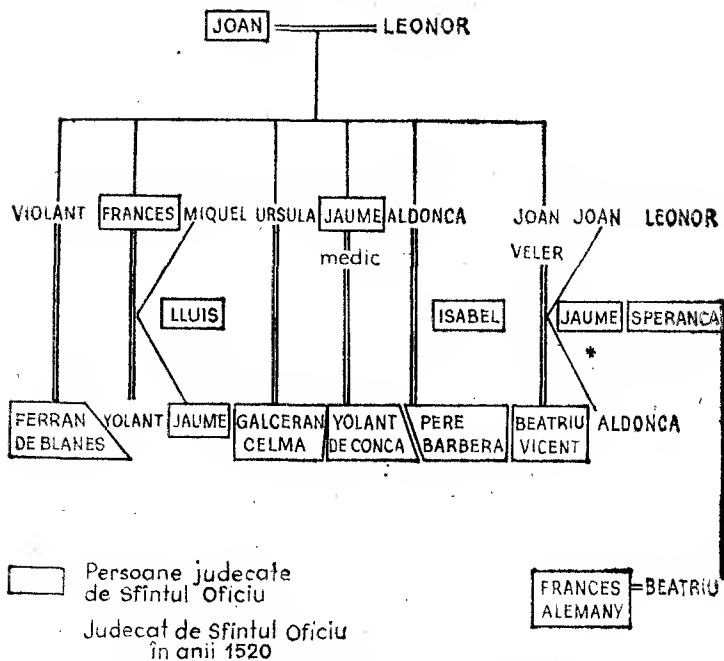 JOAN LEONOR
VIOLANT FRANCES MIQUEL URSULA JAUME ALDONCA JOAN JOAN LEONOR
medic VELER
LLUIS ISABEL JAUME SPERANCA
*
FERRAN YOLANT JAUME GALCERAN YOLANT PERE BEATRIU ALDONCA
DE BLANES CELMA DE CONCA BARBERA VICENT
Persoane judecate
de Sfîntul Oficiu
FRANCES BEATRIU
ALEMANY
Judecat de Sfîntul Oficiu
în anii 1520